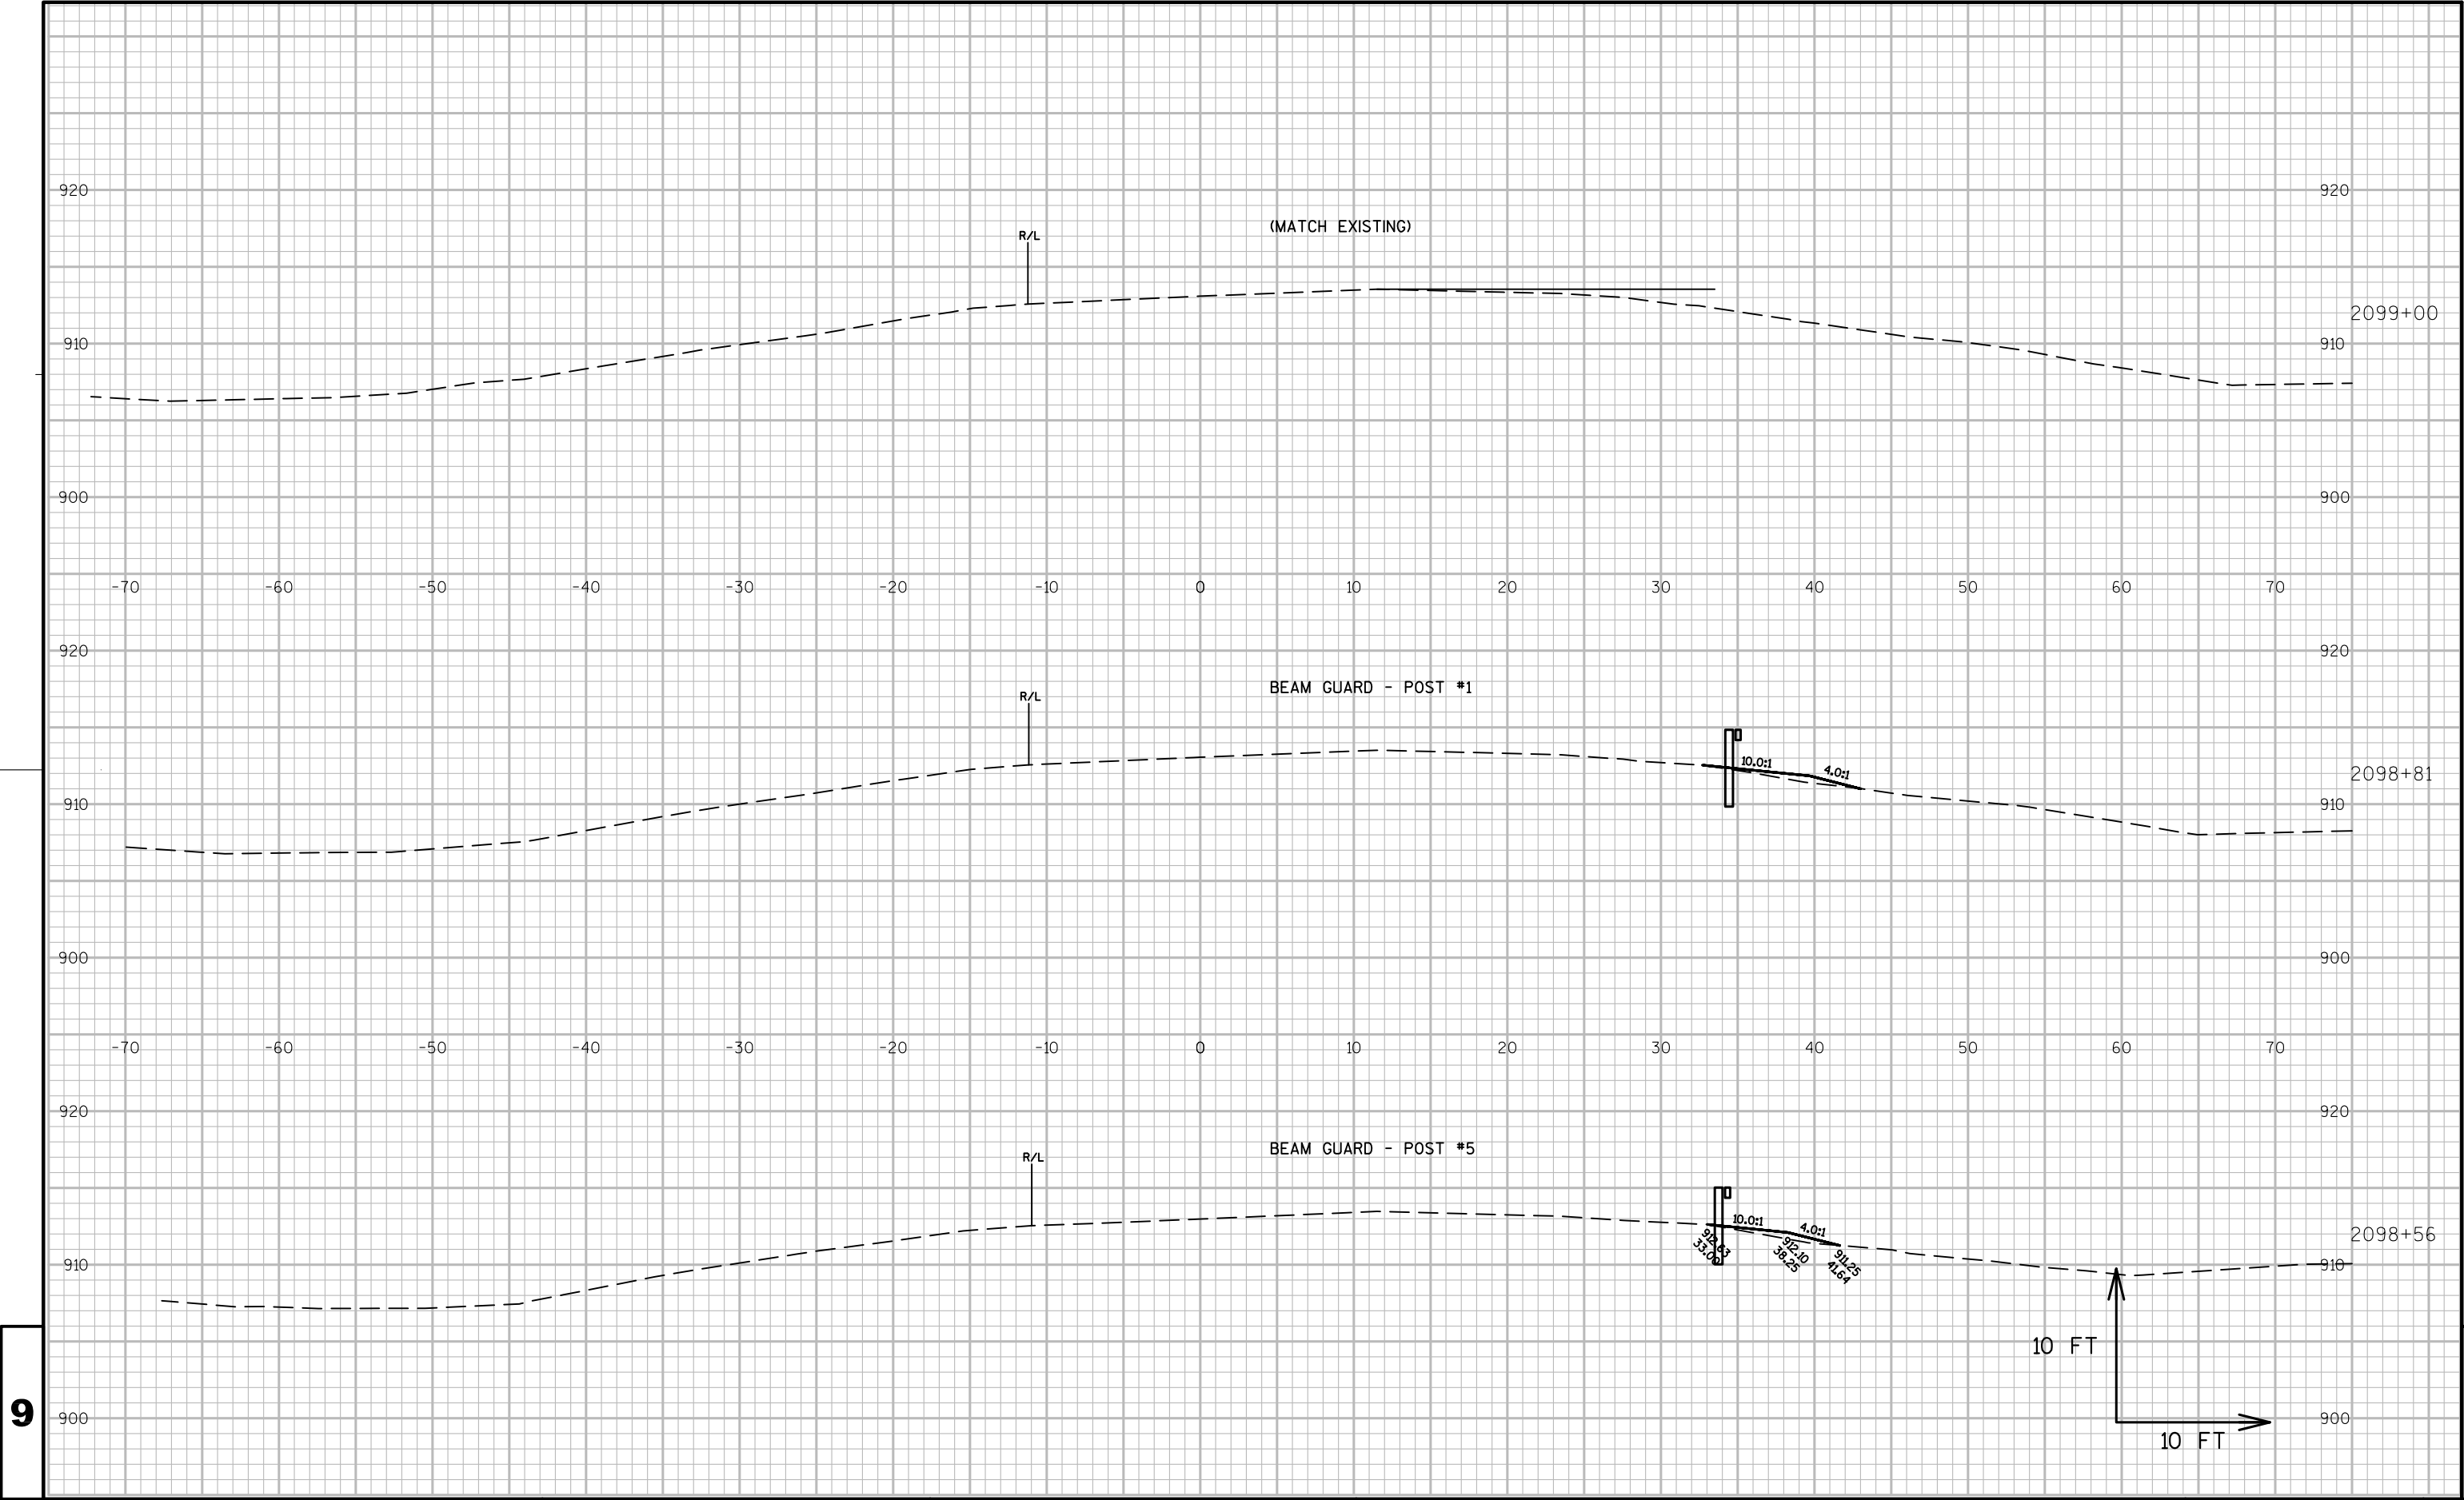 920 920
(MATCH EXISTING)
R/L
2099+00
910 910
900 900
-70 -60 -50 -40 -30 -20 -10 0 10 20 30 40 50 60 70
920 920
BEAM GUARD - POST #1
R/L
10.0:1 4.0:1
2098+81
910 910
900 900
-70 -60 -50 -40 -30 -20 -10 0 10 20 30 40 50 60 70
920 920
BEAM GUARD - POST #5
R/L
10.0:1 4.0:1
2098+56
912.63
33.00
912.10
38.25
911.25
41.64
910 910
10 FT
9
900 900
10 FT